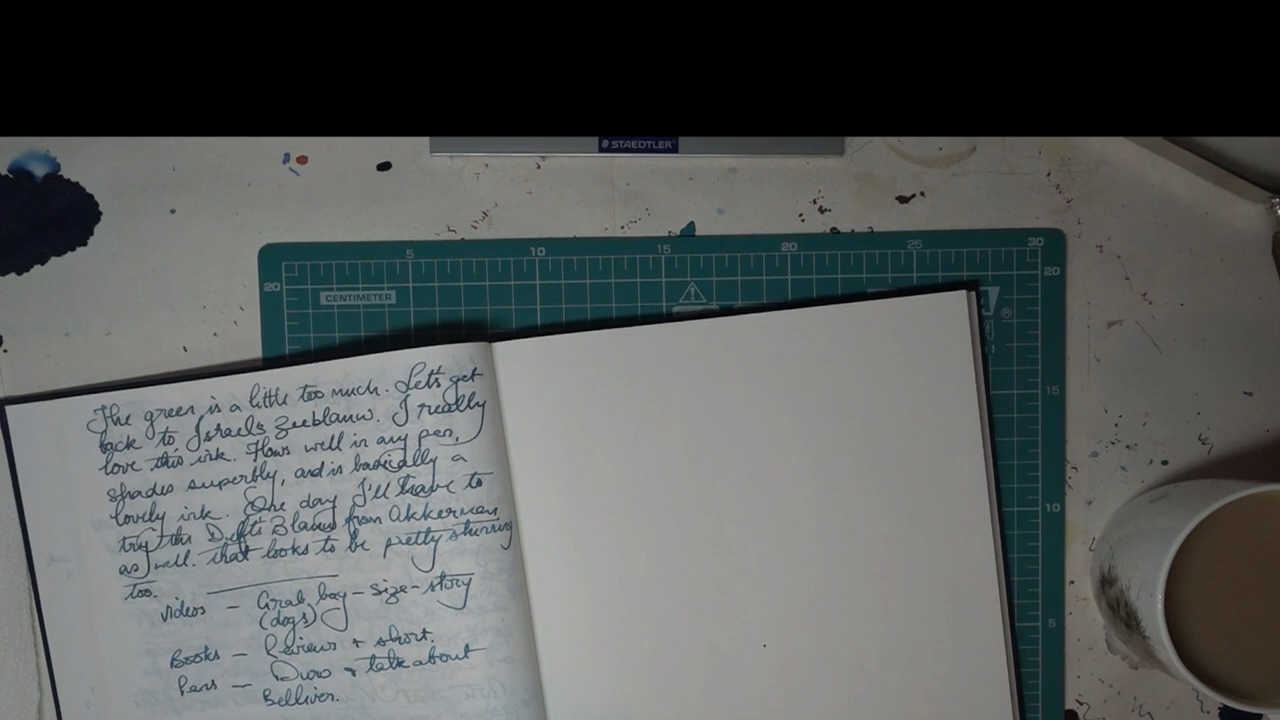 STAEDTLER
5 10 15 20 25 30
20 20
CENTIMETER
15
10
5
The green is a little too much. Let's get
back to Israels Zeeblauw. I really
love this ink. Flows well in any pen,
shades superbly, and is basically a
lovely ink. One day I'll have to
try the Delfts Blauw from Akkerman
as well. That looks to be pretty stunning
too.
Videos – Grab bag – size – story
(dogs)
Books – Reviews + short.
Pens – Draw & talk about
Belliver.